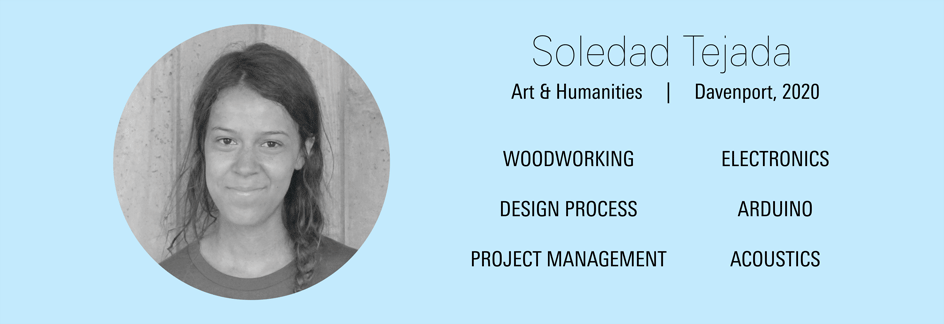 Soledad Tejada
Art & Humanities | Davenport, 2020
WOODWORKING ELECTRONICS
DESIGN PROCESS ARDUINO
PROJECT MANAGEMENT ACOUSTICS